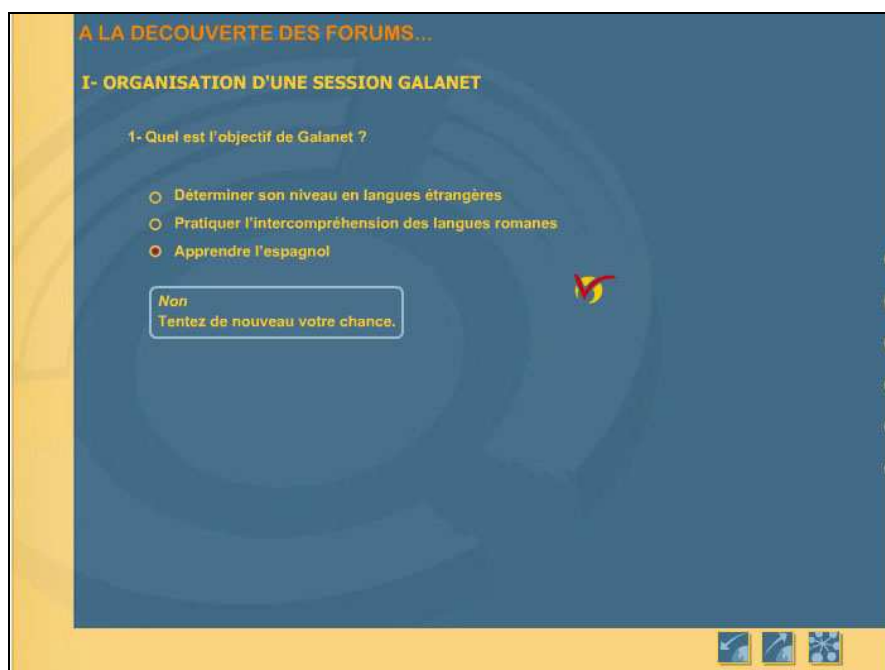 A LA DECOUVERTE DES FORUMS...
I- ORGANISATION D'UNE SESSION GALANET
1- Quel est l'objectif de Galanet ?
Déterminer son niveau en langues étrangères
Pratiquer l'intercompréhension des langues romanes
Apprendre l'espagnol
Non
Tentez de nouveau votre chance.